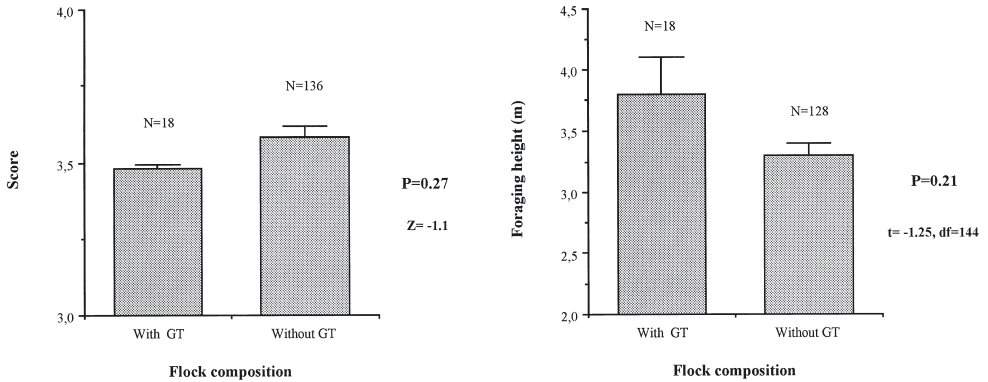 4,0
N=136
N=18
Score
3,5
P=0.27
Z= -1.1
3,0
With GT
Without GT
Flock composition
4,5
N=18
4,0
N=128
Foraging height (m)
3,5
3,0
P=0.21
t= -1.25, df=144
2,5
2,0
With GT
Without GT
Flock composition